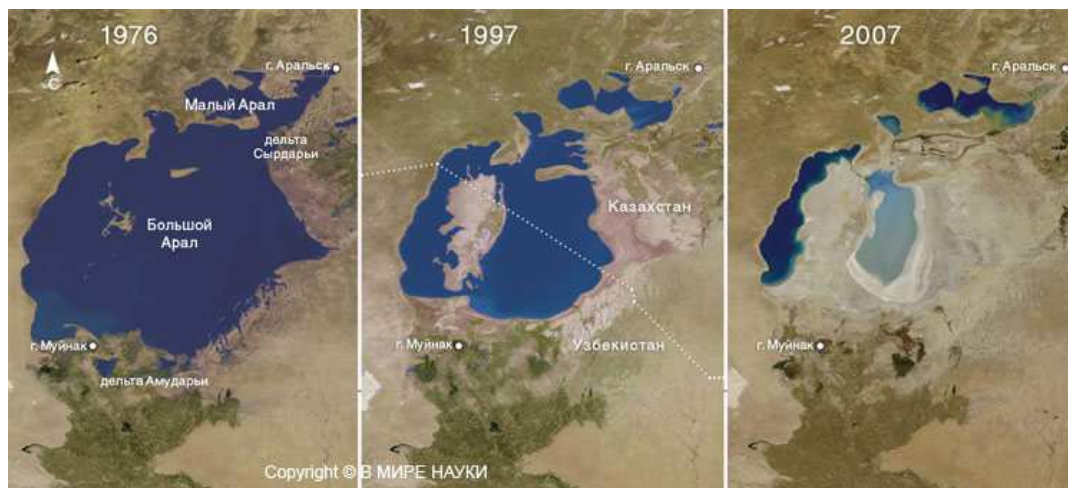 1976
г. Аральск
Малый Арал
дельта
Сырдарьи
Большой
Арал
г. Муйнак
дельта Амударьи
1997
г. Аральск
Казахстан
г. Муйнак
Узбекистан
2007
г. Аральск
г. Муйнак
Copyright © В МИРЕ НАУКИ